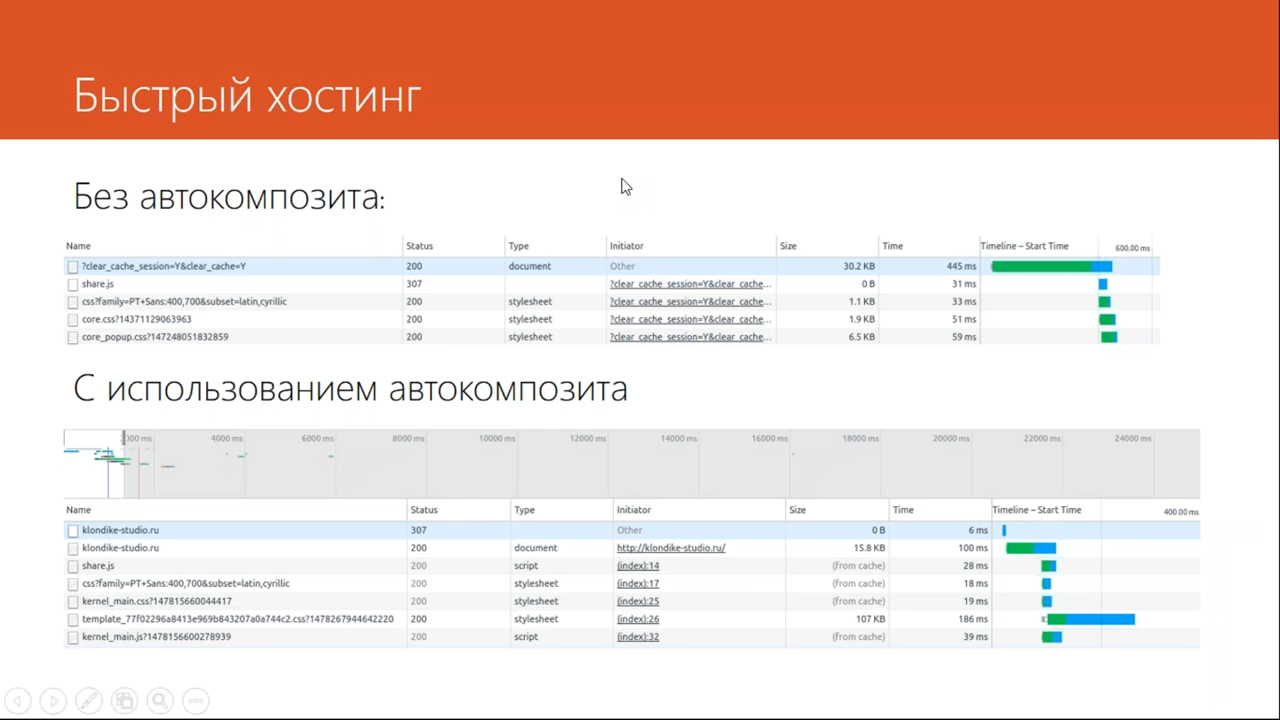 Быстрый хостинг
Без автокомпозита:
Name Status Type Initiator Size Time Timeline – Start Time 600.00 ms
?clear_cache_session=Y&clear_cache=Y 200 document Other 30.2 KB 445 ms
share.js 307 ?clear_cache_session=Y&clear_cache... 0 B 31 ms
css?family=PT+Sans:400,700&subset=latin,cyrillic 200 stylesheet ?clear_cache_session=Y&clear_cache... 1.1 KB 33 ms
core.css?14371129063963 200 stylesheet ?clear_cache_session=Y&clear_cache... 1.9 KB 51 ms
core_popup.css?147248051832859 200 stylesheet ?clear_cache_session=Y&clear_cache... 6.5 KB 59 ms
С использованием автокомпозита
4000 ms 6000 ms 8000 ms 10000 ms 12000 ms 14000 ms 16000 ms 18000 ms 20000 ms 22000 ms 24000 ms
Name Status Type Initiator Size Time Timeline – Start Time 400.00 ms
klondike-studio.ru 307 Other 0 B 6 ms
klondike-studio.ru 200 document http://klondike-studio.ru/ 15.8 KB 100 ms
share.js 200 script (index):14 (from cache) 28 ms
css?family=PT+Sans:400,700&subset=latin,cyrillic 200 stylesheet (index):17 (from cache) 18 ms
kernel_main.css?147815660044417 200 stylesheet (index):25 (from cache) 19 ms
template_77f02296a8413e969b843207a0a744c2.css?1478267944642220 200 stylesheet (index):26 107 KB 186 ms
kernel_main.js?1478156600278939 200 script (index):32 (from cache) 39 ms